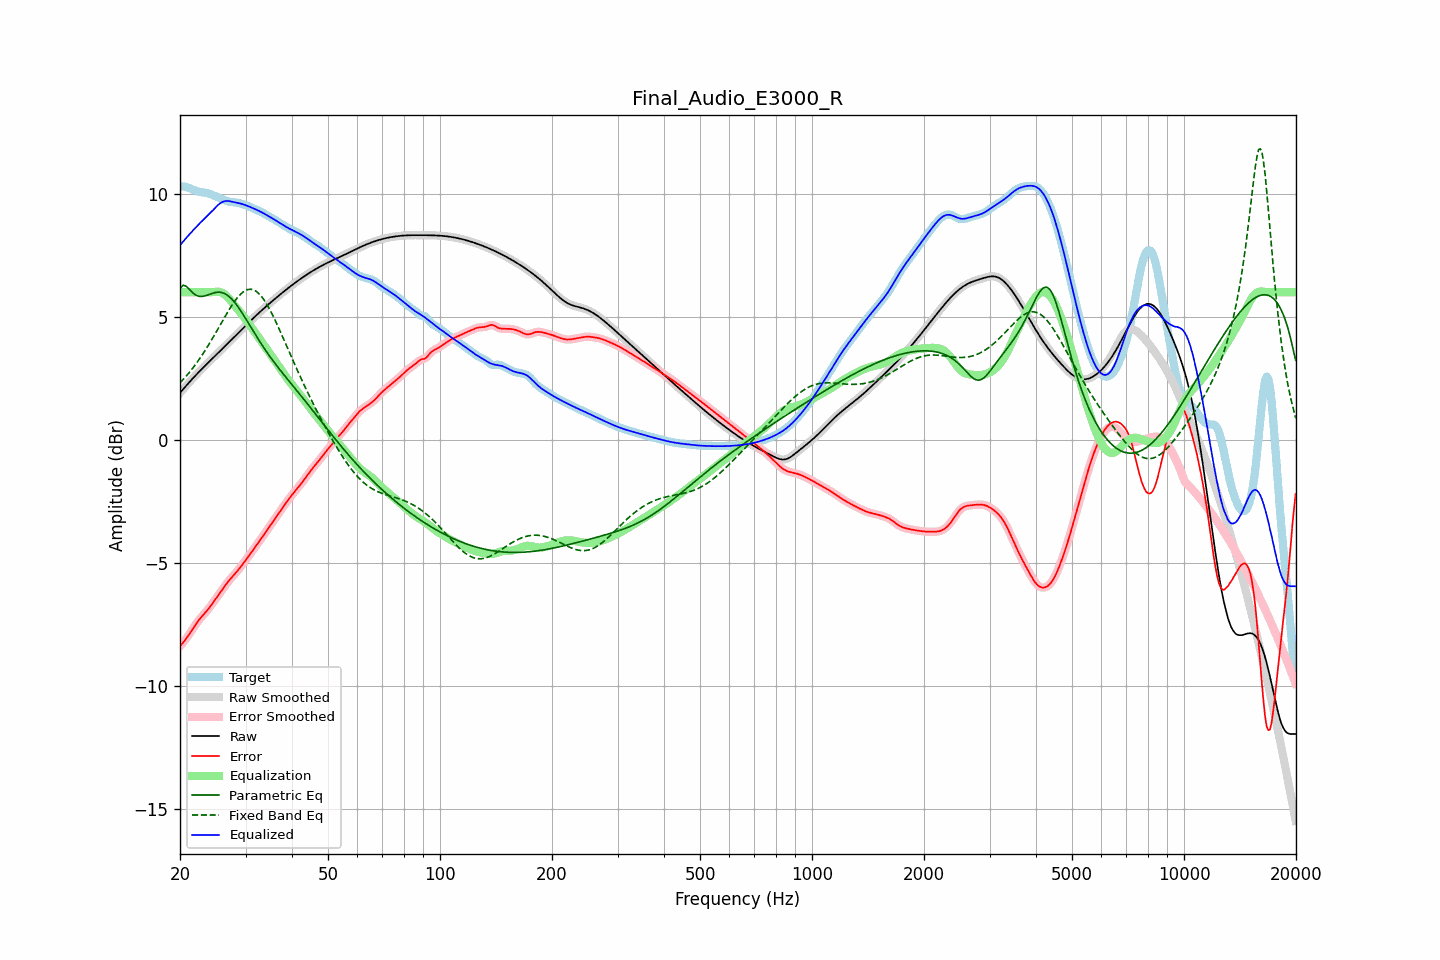 Final_Audio_E3000_R
Amplitude (dBr)
10
5
0
−5
−10
−15
Target
Raw Smoothed
Error Smoothed
Raw
Error
Equalization
Parametric Eq
Fixed Band Eq
Equalized
20 50 100 200 500 1000 2000 5000 10000 20000
Frequency (Hz)